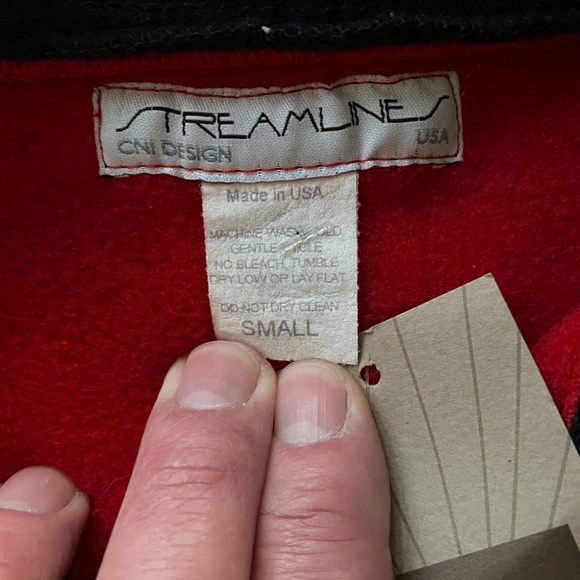 STREAMLINES
CNI DESIGN USA
Made in USA
MACHINE WASH COLD
GENTLE CYCLE
NO BLEACH, TUMBLE
DRY LOW OR LAY FLAT
DO NOT DRY CLEAN
SMALL